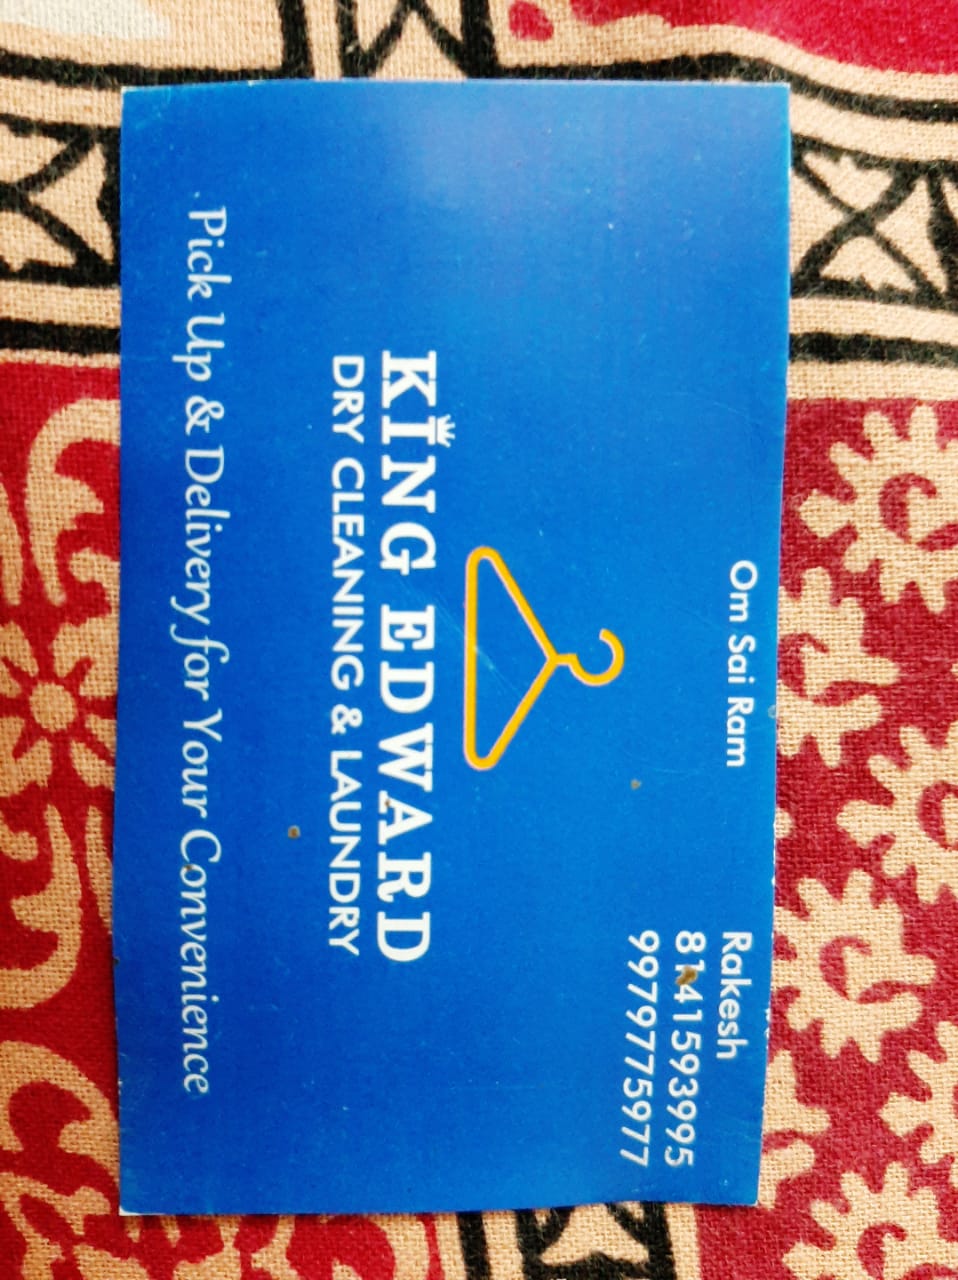 Om Sai Ram
Rakesh
8141593995
9979775977
KING EDWARD
DRY CLEANING & LAUNDRY
Pick Up & Delivery for Your Convenience